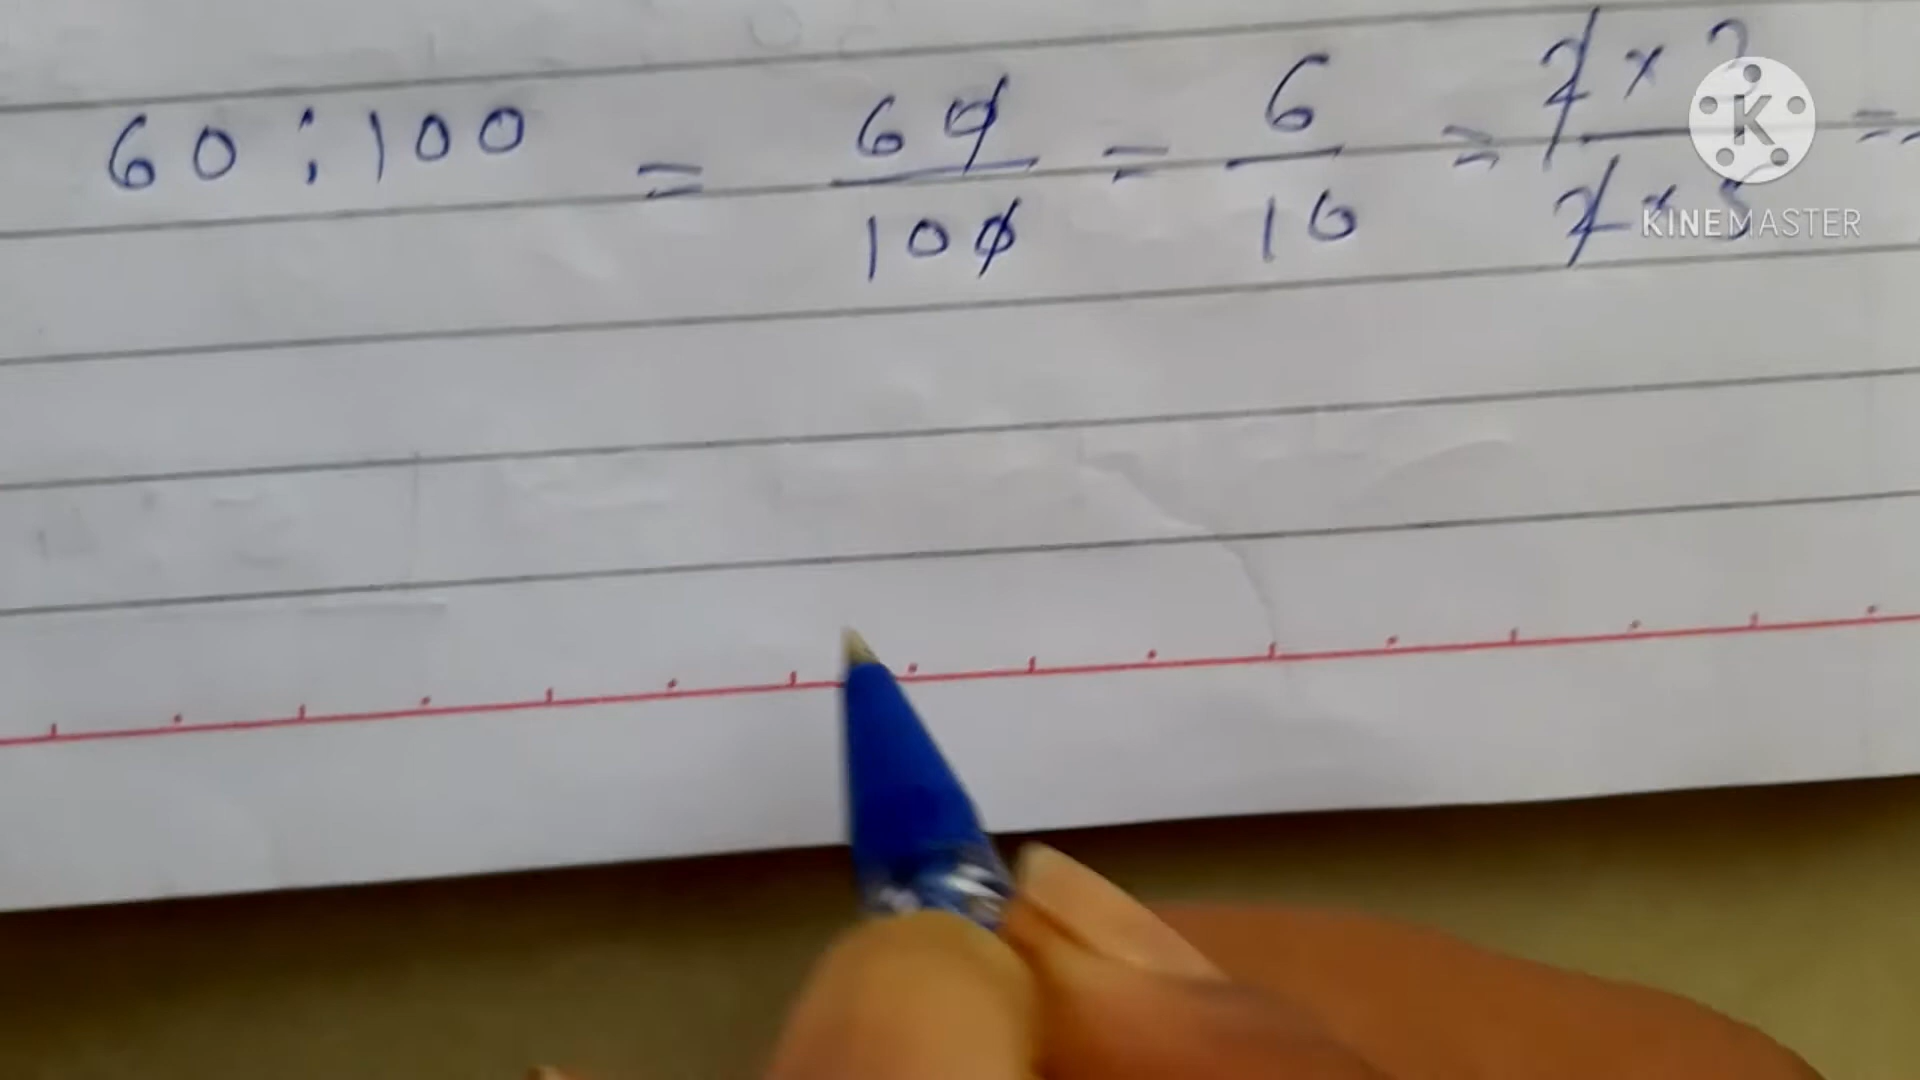 60 : 100 = 60/100 = 6/10 = 2 x 3/2 x 5 =
K
KINEMASTER